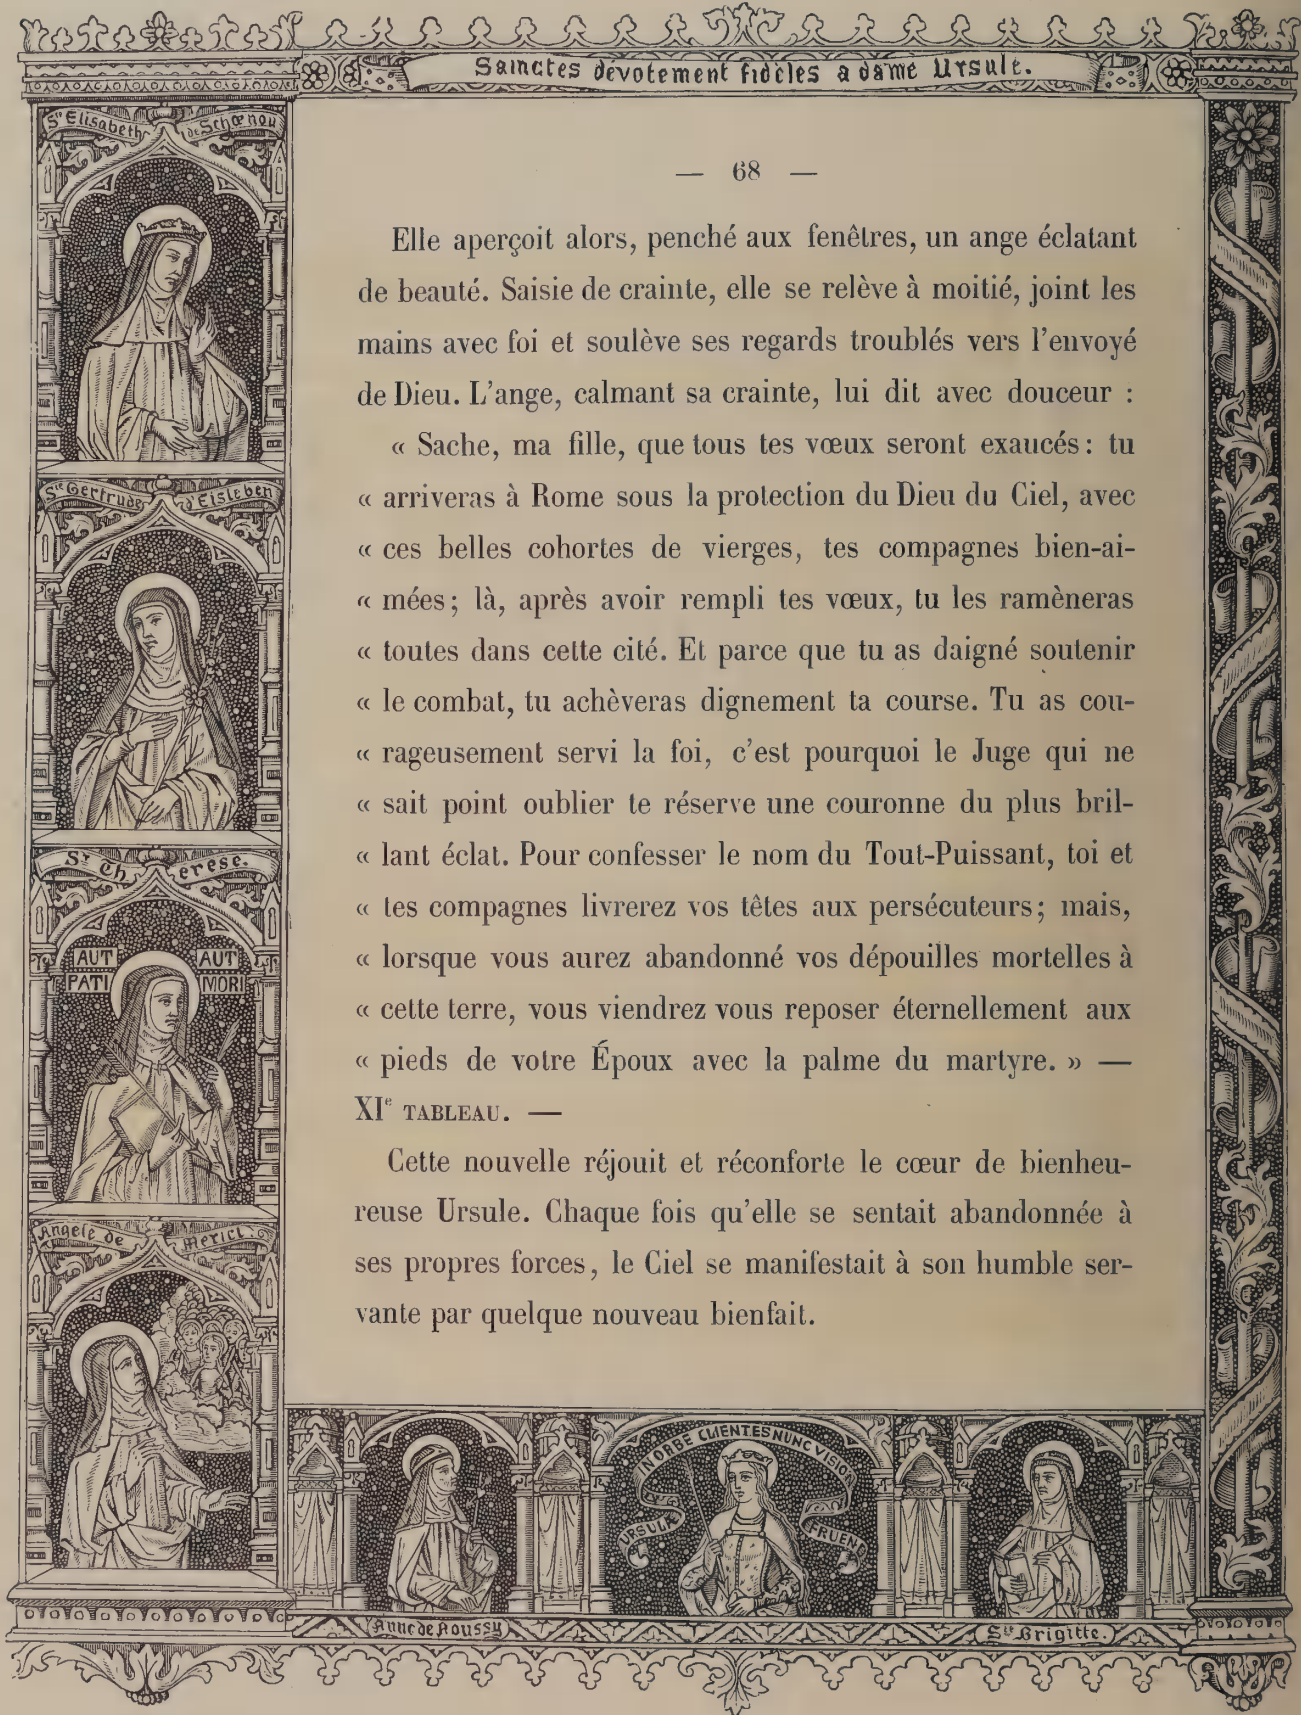 Sainctes dévotement fidèles a dame Ursule.
Ste Elisabeth de Schœnou
— 68 —
Elle aperçoit alors, penché aux fenêtres, un ange éclatant
de beauté. Saisie de crainte, elle se relève à moitié, joint les
mains avec foi et soulève ses regards troublés vers l'envoyé
de Dieu. L'ange, calmant sa crainte, lui dit avec douceur :
« Sache, ma fille, que tous tes vœux seront exaucés : tu
« arriveras à Rome sous la protection du Dieu du Ciel, avec
« ces belles cohortes de vierges, tes compagnes bien-ai-
« mées ; là, après avoir rempli tes vœux, tu les ramèneras
« toutes dans cette cité. Et parce que tu as daigné soutenir
« le combat, tu achèveras dignement ta course. Tu as cou-
« rageusement servi la foi, c'est pourquoi le Juge qui ne
« sait point oublier te réserve une couronne du plus bril-
« lant éclat. Pour confesser le nom du Tout-Puissant, toi et
« tes compagnes livrerez vos têtes aux persécuteurs ; mais,
« lorsque vous aurez abandonné vos dépouilles mortelles à
« cette terre, vous viendrez vous reposer éternellement aux
« pieds de votre Époux avec la palme du martyre. » —
XIe TABLEAU. —
Cette nouvelle réjouit et réconforte le cœur de bienheu-
reuse Ursule. Chaque fois qu'elle se sentait abandonnée à
ses propres forces, le Ciel se manifestait à son humble ser-
vante par quelque nouveau bienfait.
Ste Gertrude d'Eisleben
Ste Therese.
AUT PATI
AUT MORI
Angele de Merici.
URSULA NORBE CLIENTES NUNC VISIO FRUEN
Anne de Roussy
Ste Brigitte.